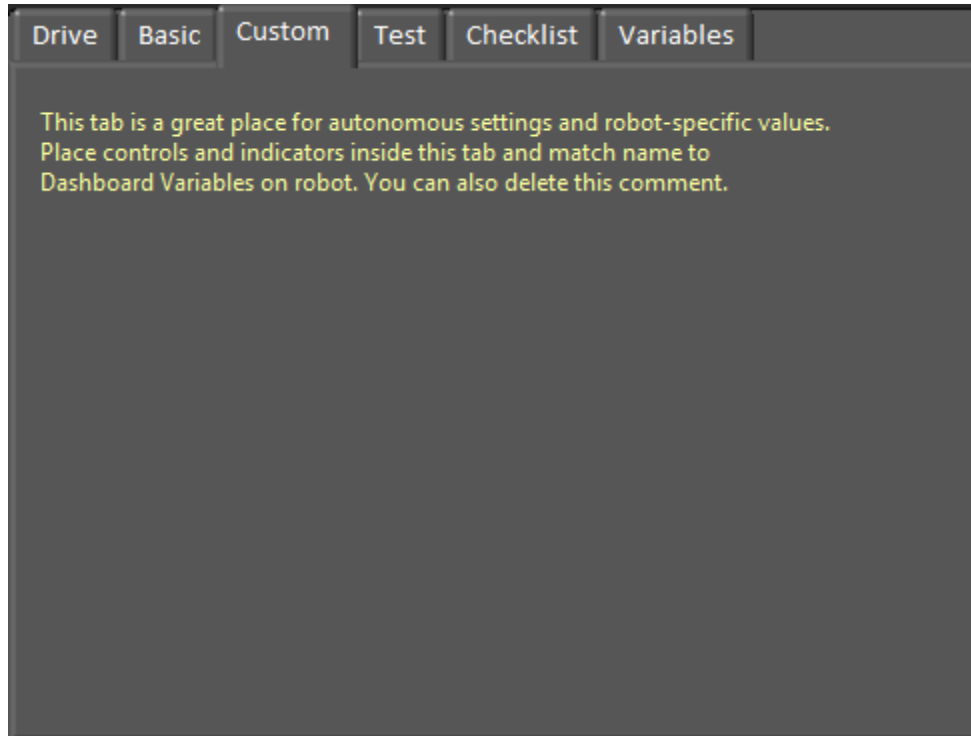 Drive Basic Custom Test Checklist Variables
This tab is a great place for autonomous settings and robot-specific values.
Place controls and indicators inside this tab and match name to
Dashboard Variables on robot. You can also delete this comment.